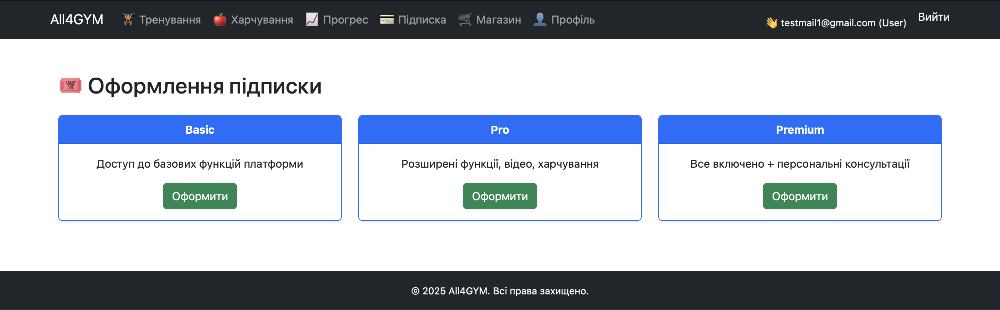 All4GYM 🏋️ Тренування 🍎 Харчування 📈 Прогрес 💳 Підписка 🛒 Магазин 👤 Профіль 👋 testmail1@gmail.com (User) Вийти
ADMIT
ONE
Оформлення підписки
Basic
Доступ до базових функцій платформи
Оформити
Pro
Розширені функції, відео, харчування
Оформити
Premium
Все включено + персональні консультації
Оформити
© 2025 All4GYM. Всі права захищено.